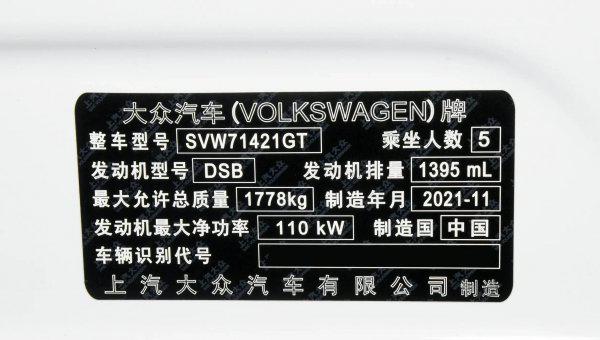 大众汽车(VOLKSWAGEN)牌
整车型号 SVW71421GT 乘坐人数 5
发动机型号 DSB 发动机排量 1395 mL
最大允许总质量 1778kg 制造年月 2021-11
发动机最大净功率 110 kW 制造国 中国
车辆识别代号
上汽大众汽车有限公司 制造